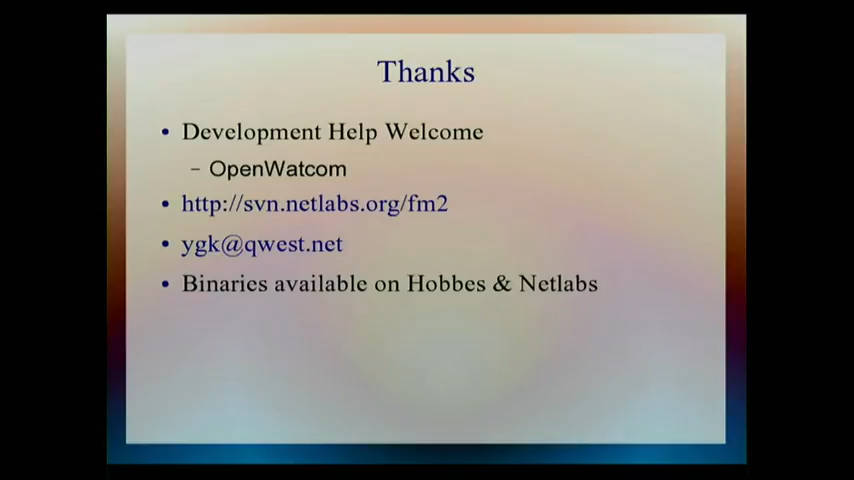 Thanks
• Development Help Welcome
– OpenWatcom
• http://svn.netlabs.org/fm2
• ygk@qwest.net
• Binaries available on Hobbes & Netlabs